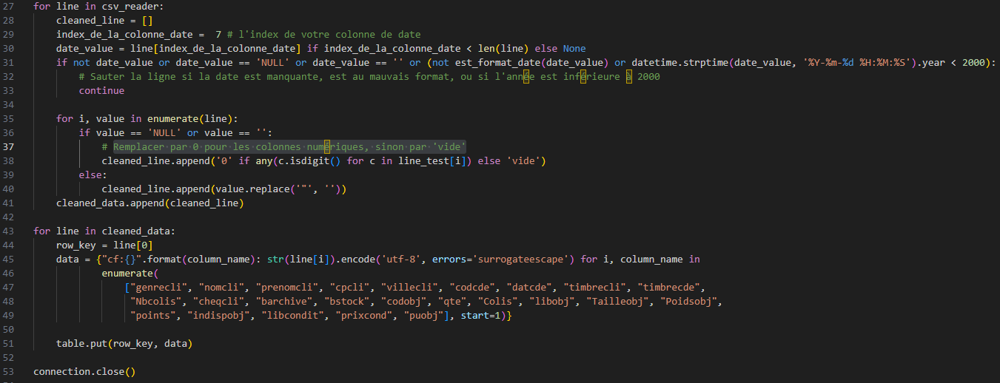 27 for line in csv_reader:
28     cleaned_line = []
29     index_de_la_colonne_date =  7 # l'index de votre colonne de date
30     date_value = line[index_de_la_colonne_date] if index_de_la_colonne_date < len(line) else None
31     if not date_value or date_value == 'NULL' or date_value == '' or (not est_format_date(date_value) or datetime.strptime(date_value, '%Y-%m-%d %H:%M:%S').year < 2000):
32         # Sauter la ligne si la date est manquante, est au mauvais format, ou si l'année est inférieure à 2000
33         continue
34
35     for i, value in enumerate(line):
36         if value == 'NULL' or value == '':
37             # Remplacer par 0 pour les colonnes numériques, sinon par 'vide'
38             cleaned_line.append('0' if any(c.isdigit() for c in line_test[i]) else 'vide')
39         else:
40             cleaned_line.append(value.replace('"', ''))
41     cleaned_data.append(cleaned_line)
42
43 for line in cleaned_data:
44     row_key = line[0]
45     data = {"cf:{}".format(column_name): str(line[i]).encode('utf-8', errors='surrogateescape') for i, column_name in
46             enumerate(
47                 ["genrecli", "nomcli", "prenomcli", "cpcli", "villecli", "codcde", "datcde", "timbrecli", "timbrecde",
48                  "Nbcolis", "cheqcli", "barchive", "bstock", "codobj", "qte", "Colis", "libobj", "Tailleobj", "Poidsobj",
49                  "points", "indispobj", "libcondit", "prixcond", "puobj"], start=1)}
50
51     table.put(row_key, data)
52
53 connection.close()